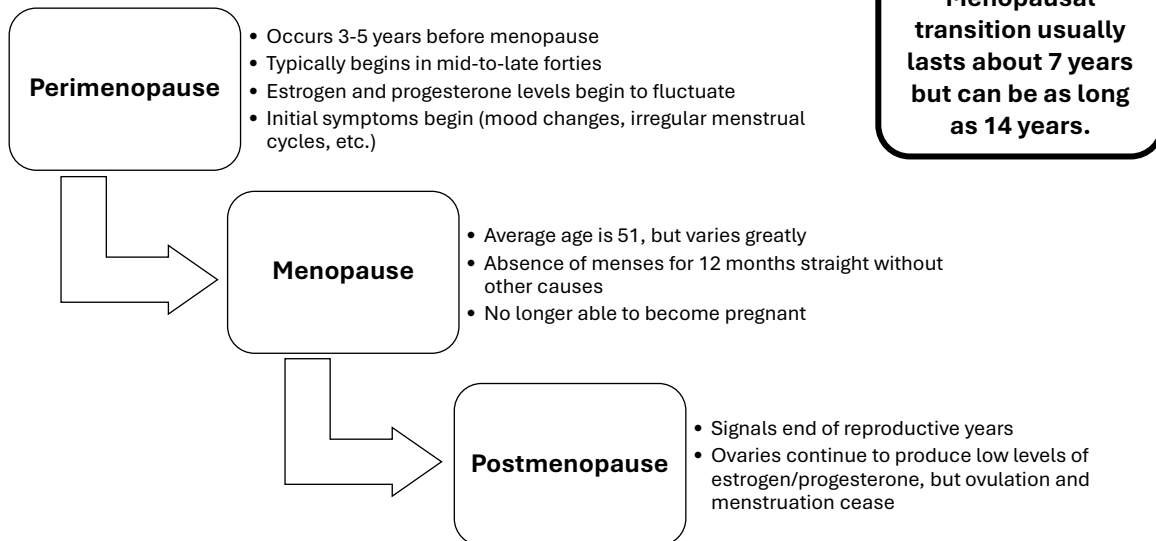 Perimenopause
• Occurs 3-5 years before menopause
• Typically begins in mid-to-late forties
• Estrogen and progesterone levels begin to fluctuate
• Initial symptoms begin (mood changes, irregular menstrual
cycles, etc.)
Menopausal
transition usually
lasts about 7 years
but can be as long
as 14 years.
Menopause
• Average age is 51, but varies greatly
• Absence of menses for 12 months straight without
other causes
• No longer able to become pregnant
Postmenopause
• Signals end of reproductive years
• Ovaries continue to produce low levels of
estrogen/progesterone, but ovulation and
menstruation cease